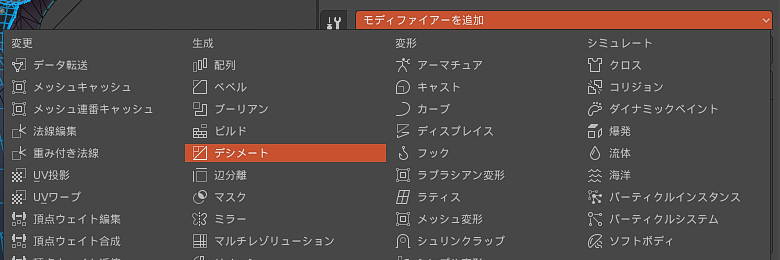 モディファイアーを追加
変更
データ転送
メッシュキャッシュ
メッシュ連番キャッシュ
法線編集
重み付き法線
UV投影
UVワープ
頂点ウェイト編集
頂点ウェイト合成
生成
配列
ベベル
ブーリアン
ビルド
デシメート
辺分離
マスク
ミラー
マルチレゾリューション
変形
アーマチュア
キャスト
カーブ
ディスプレイス
フック
ラプラシアン変形
ラティス
メッシュ変形
シュリンクラップ
シミュレート
クロス
コリジョン
ダイナミックペイント
爆発
流体
海洋
パーティクルインスタンス
パーティクルシステム
ソフトボディ